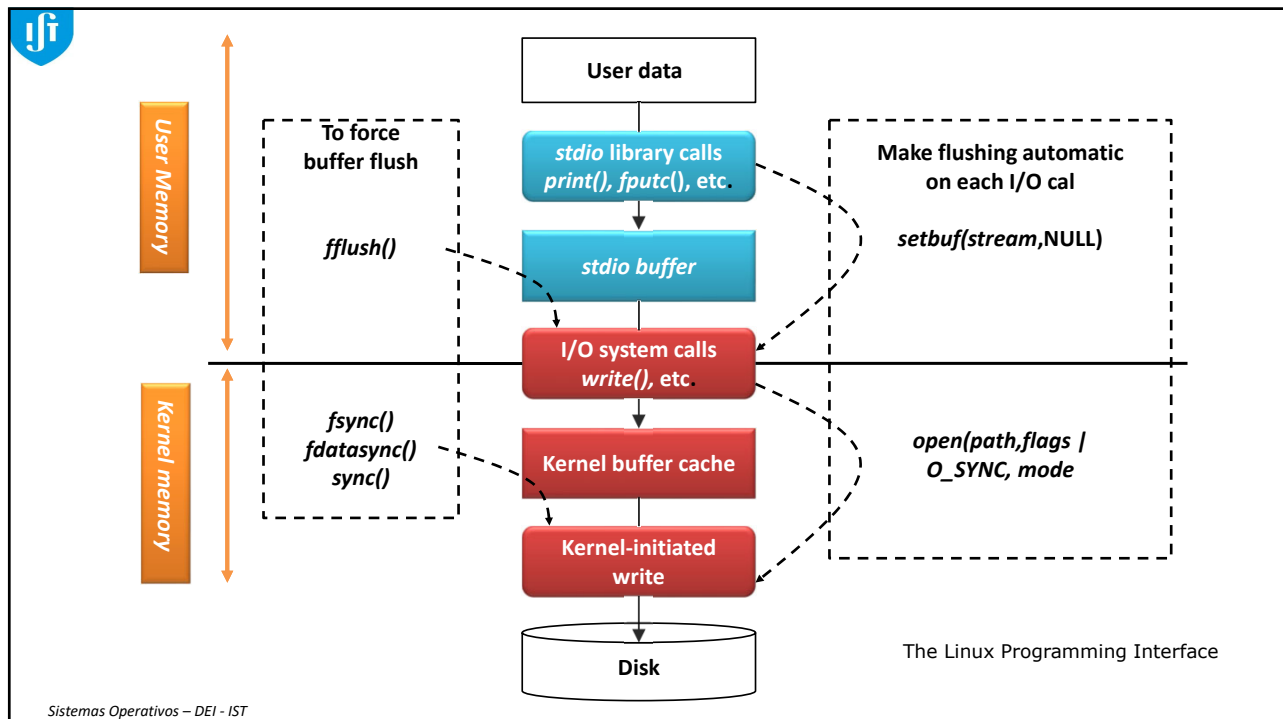 IST
User Memory
Kernel memory
To force
buffer flush
fflush()
fsync()
fdatasync()
sync()
User data
stdio library calls
print(), fputc(), etc.
stdio buffer
I/O system calls
write(), etc.
Kernel buffer cache
Kernel-initiated
write
Disk
Make flushing automatic
on each I/O cal
setbuf(stream,NULL)
open(path,flags |
O_SYNC, mode
The Linux Programming Interface
Sistemas Operativos – DEI - IST